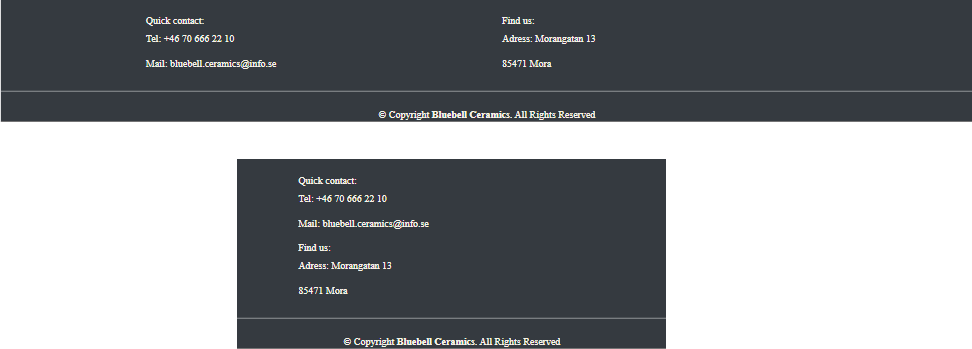 Quick contact:
Tel: +46 70 666 22 10
Mail: bluebell.ceramics@info.se
Find us:
Adress: Morangatan 13
85471 Mora
© Copyright Bluebell Ceramics. All Rights Reserved
Quick contact:
Tel: +46 70 666 22 10
Mail: bluebell.ceramics@info.se
Find us:
Adress: Morangatan 13
85471 Mora
© Copyright Bluebell Ceramics. All Rights Reserved